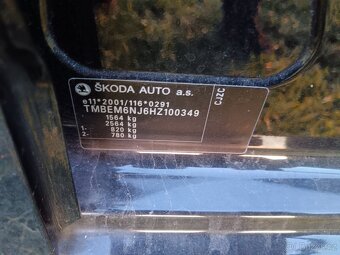 ŠKODA AUTO a.s.
e11*2001/116*0291
TMBEM6NJ6HZ100349
1564 kg
2564 kg
1- 820 kg
2- 780 kg
CJZC